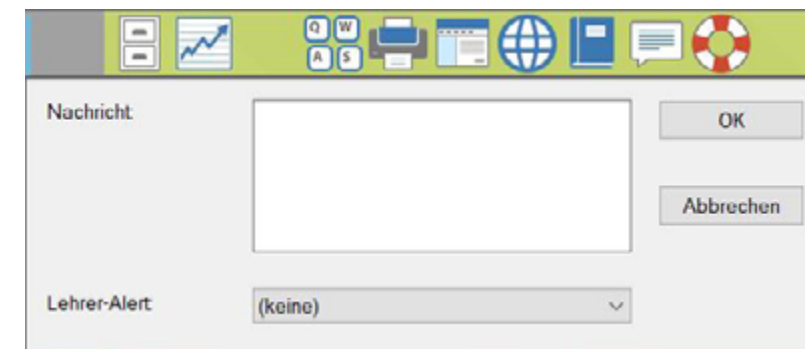 Q W
A S
Nachricht
OK
Abbrechen
Lehrer-Alert
(keine)